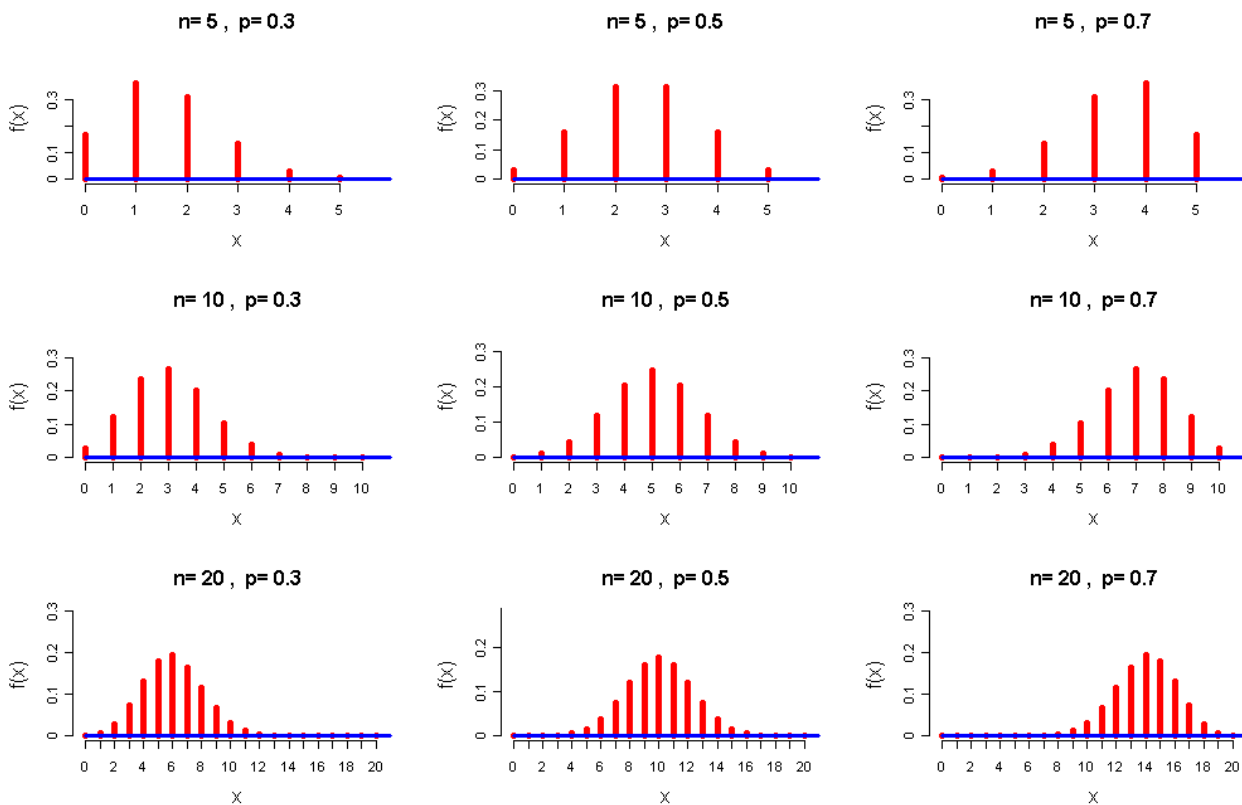 n= 5 , p= 0.3
f(x)
0 0.1 0.3
0 1 2 3 4 5
x
n= 5 , p= 0.5
f(x)
0 0.1 0.2 0.3
0 1 2 3 4 5
x
n= 5 , p= 0.7
f(x)
0 0.1 0.3
0 1 2 3 4 5
x
n= 10 , p= 0.3
f(x)
0 0.1 0.2 0.3
0 1 2 3 4 5 6 7 8 9 10
x
n= 10 , p= 0.5
f(x)
0 0.1 0.2 0.3
0 1 2 3 4 5 6 7 8 9 10
x
n= 10 , p= 0.7
f(x)
0 0.1 0.2 0.3
0 1 2 3 4 5 6 7 8 9 10
x
n= 20 , p= 0.3
f(x)
0 0.1 0.2 0.3
0 2 4 6 8 10 12 14 16 18 20
x
n= 20 , p= 0.5
f(x)
0 0.1 0.2
0 2 4 6 8 10 12 14 16 18 20
x
n= 20 , p= 0.7
f(x)
0 0.1 0.2 0.3
0 2 4 6 8 10 12 14 16 18 20
x